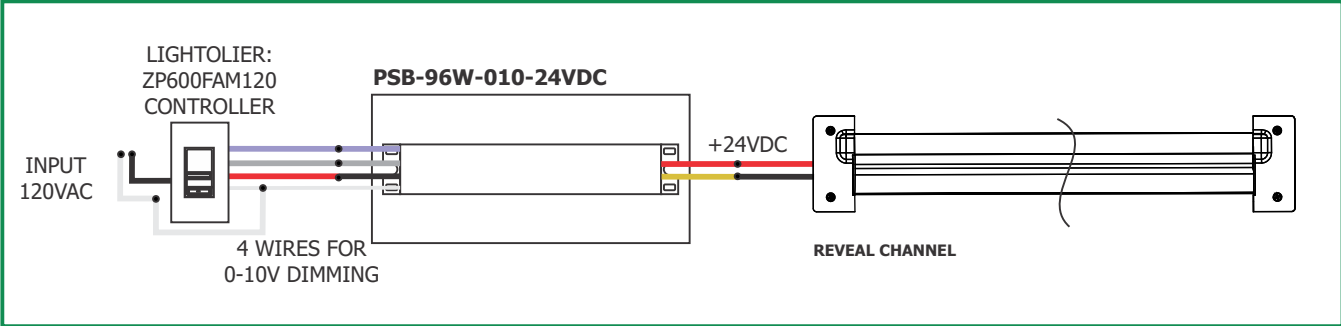 LIGHTOLIER:
ZP600FAM120
CONTROLLER
PSB-96W-010-24VDC
INPUT
120VAC
+24VDC
4 WIRES FOR
0-10V DIMMING
REVEAL CHANNEL